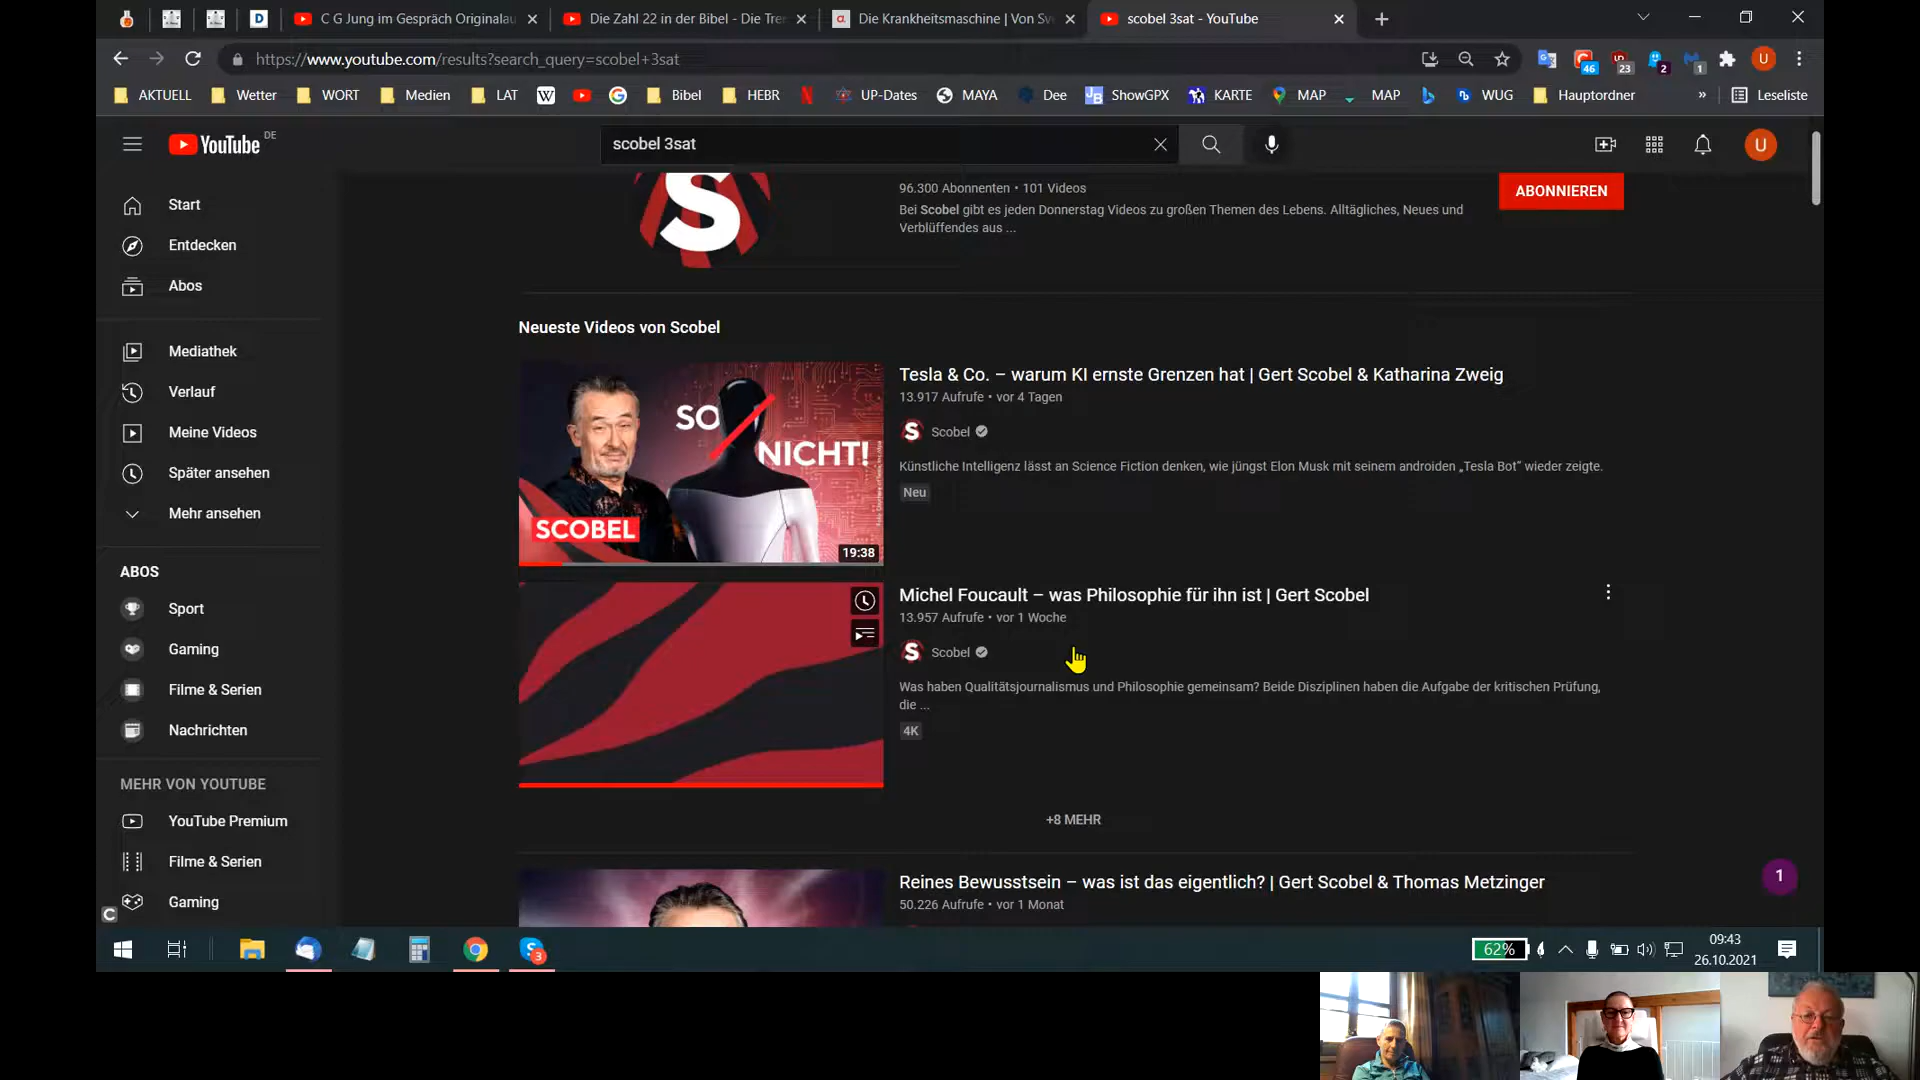 C G Jung im Gespräch Originalau
Die Zahl 22 in der Bibel - Die Tre
Die Krankheitsmaschine | Von Sv
scobel 3sat - YouTube
https://www.youtube.com/results?search_query=scobel+3sat
46
23
2
1
U
AKTUELL
Wetter
WORT
Medien
LAT
Bibel
HEBR
UP-Dates
MAYA
Dee
ShowGPX
KARTE
MAP
MAP
WUG
Hauptordner
»
Leseliste
YouTube DE
scobel 3sat
U
Start
Entdecken
Abos
Mediathek
Verlauf
Meine Videos
Später ansehen
Mehr ansehen
ABOS
Sport
Gaming
Filme & Serien
Nachrichten
MEHR VON YOUTUBE
YouTube Premium
Filme & Serien
Gaming
S
96.300 Abonnenten • 101 Videos
Bei Scobel gibt es jeden Donnerstag Videos zu großen Themen des Lebens. Alltägliches, Neues und
Verblüffendes aus ...
ABONNIEREN
Neueste Videos von Scobel
SO
NICHT!
SCOBEL
19:38
Tesla & Co. – warum KI ernste Grenzen hat | Gert Scobel & Katharina Zweig
13.917 Aufrufe • vor 4 Tagen
S Scobel
Künstliche Intelligenz lässt an Science Fiction denken, wie jüngst Elon Musk mit seinem androiden „Tesla Bot“ wieder zeigte.
Neu
Michel Foucault – was Philosophie für ihn ist | Gert Scobel
13.957 Aufrufe • vor 1 Woche
S Scobel
Was haben Qualitätsjournalismus und Philosophie gemeinsam? Beide Disziplinen haben die Aufgabe der kritischen Prüfung,
die ...
4K
+8 MEHR
Reines Bewusstsein – was ist das eigentlich? | Gert Scobel & Thomas Metzinger
50.226 Aufrufe • vor 1 Monat
1
C
3
62%
09:43
26.10.2021